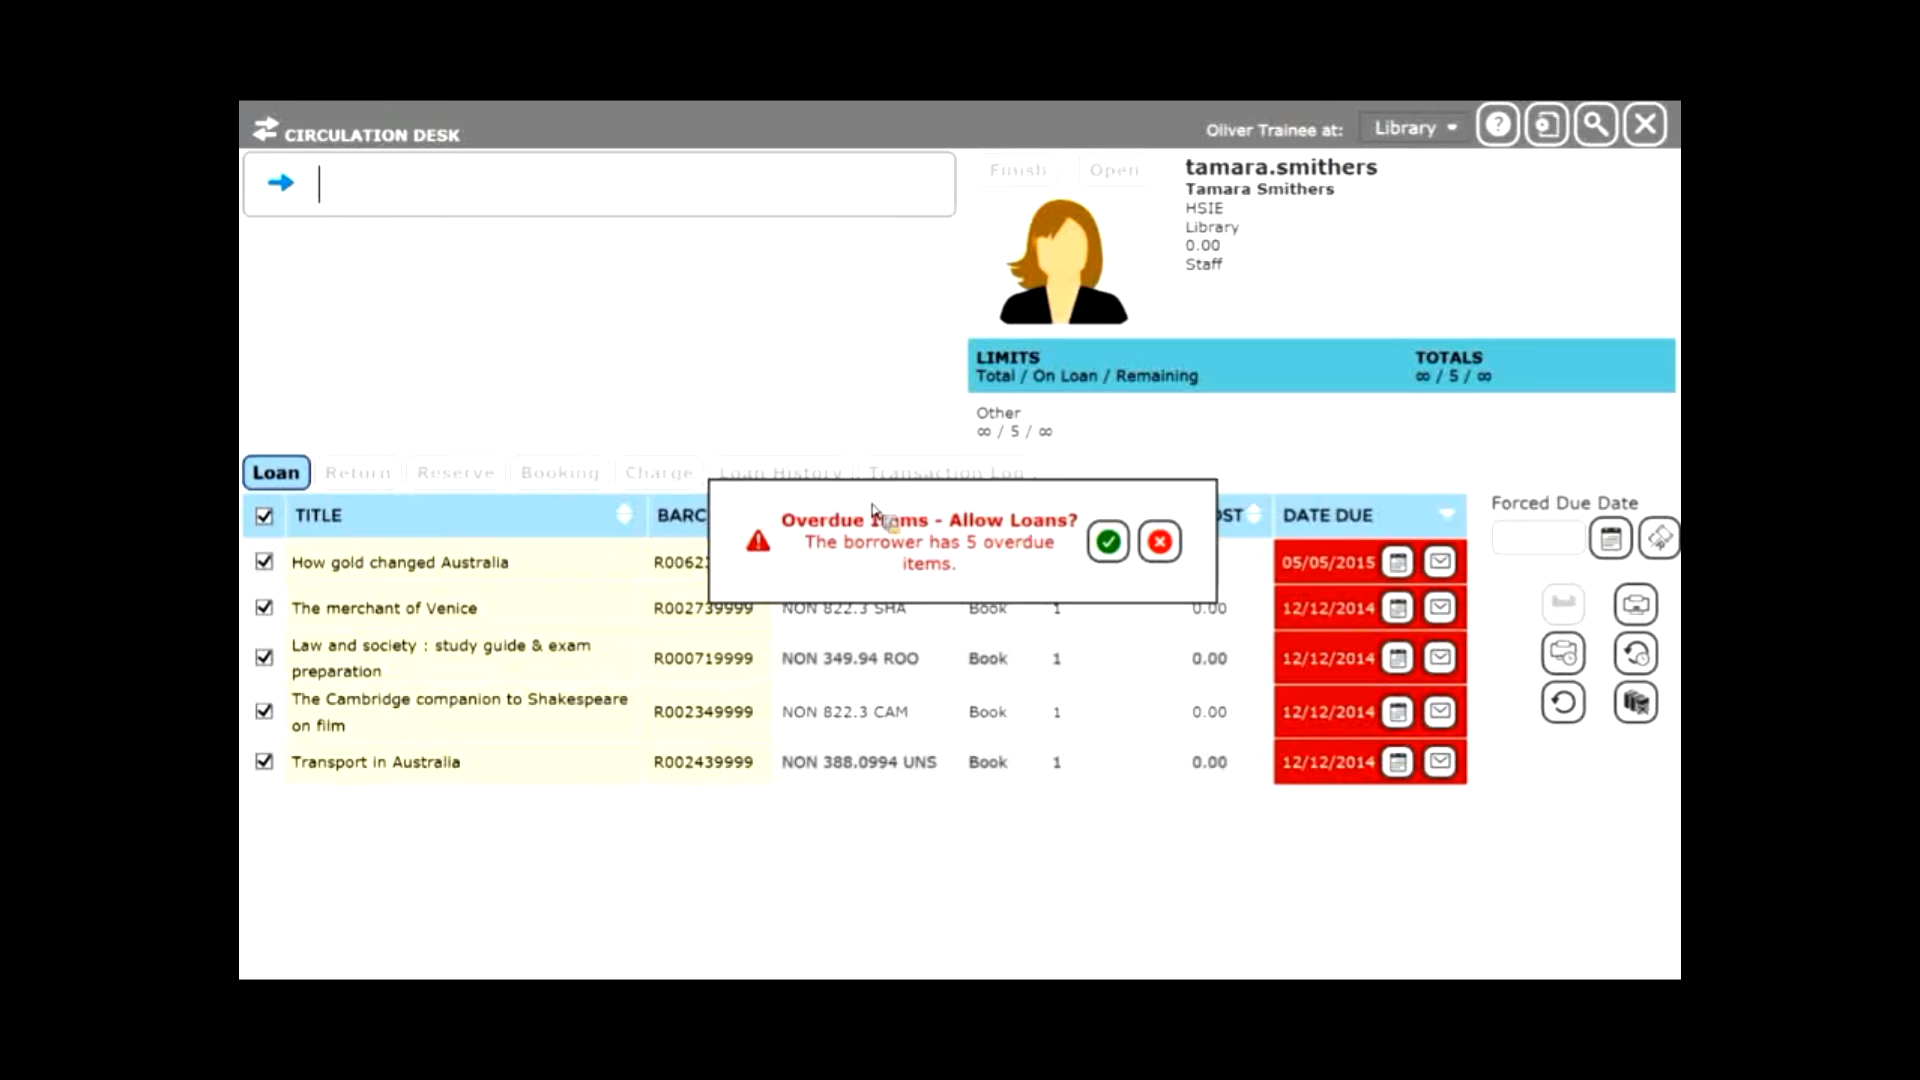 CIRCULATION DESK
Oliver Trainee at: Library
Finish Open
tamara.smithers
Tamara Smithers
HSIE
Library
0.00
Staff
LIMITS TOTALS
Total / On Loan / Remaining ∞ / 5 / ∞
Other
∞ / 5 / ∞
Loan Return Reserve Booking Charge Loan History Transaction Log
TITLE BARC OST DATE DUE
Forced Due Date
Overdue Items - Allow Loans?
The borrower has 5 overdue
items.
How gold changed Australia R0062 05/05/2015
The merchant of Venice R002739999 NON 822.3 SHA Book 1 0.00 12/12/2014
Law and society : study guide & exam
preparation R000719999 NON 349.94 ROO Book 1 0.00 12/12/2014
The Cambridge companion to Shakespeare
on film R002349999 NON 822.3 CAM Book 1 0.00 12/12/2014
Transport in Australia R002439999 NON 388.0994 UNS Book 1 0.00 12/12/2014